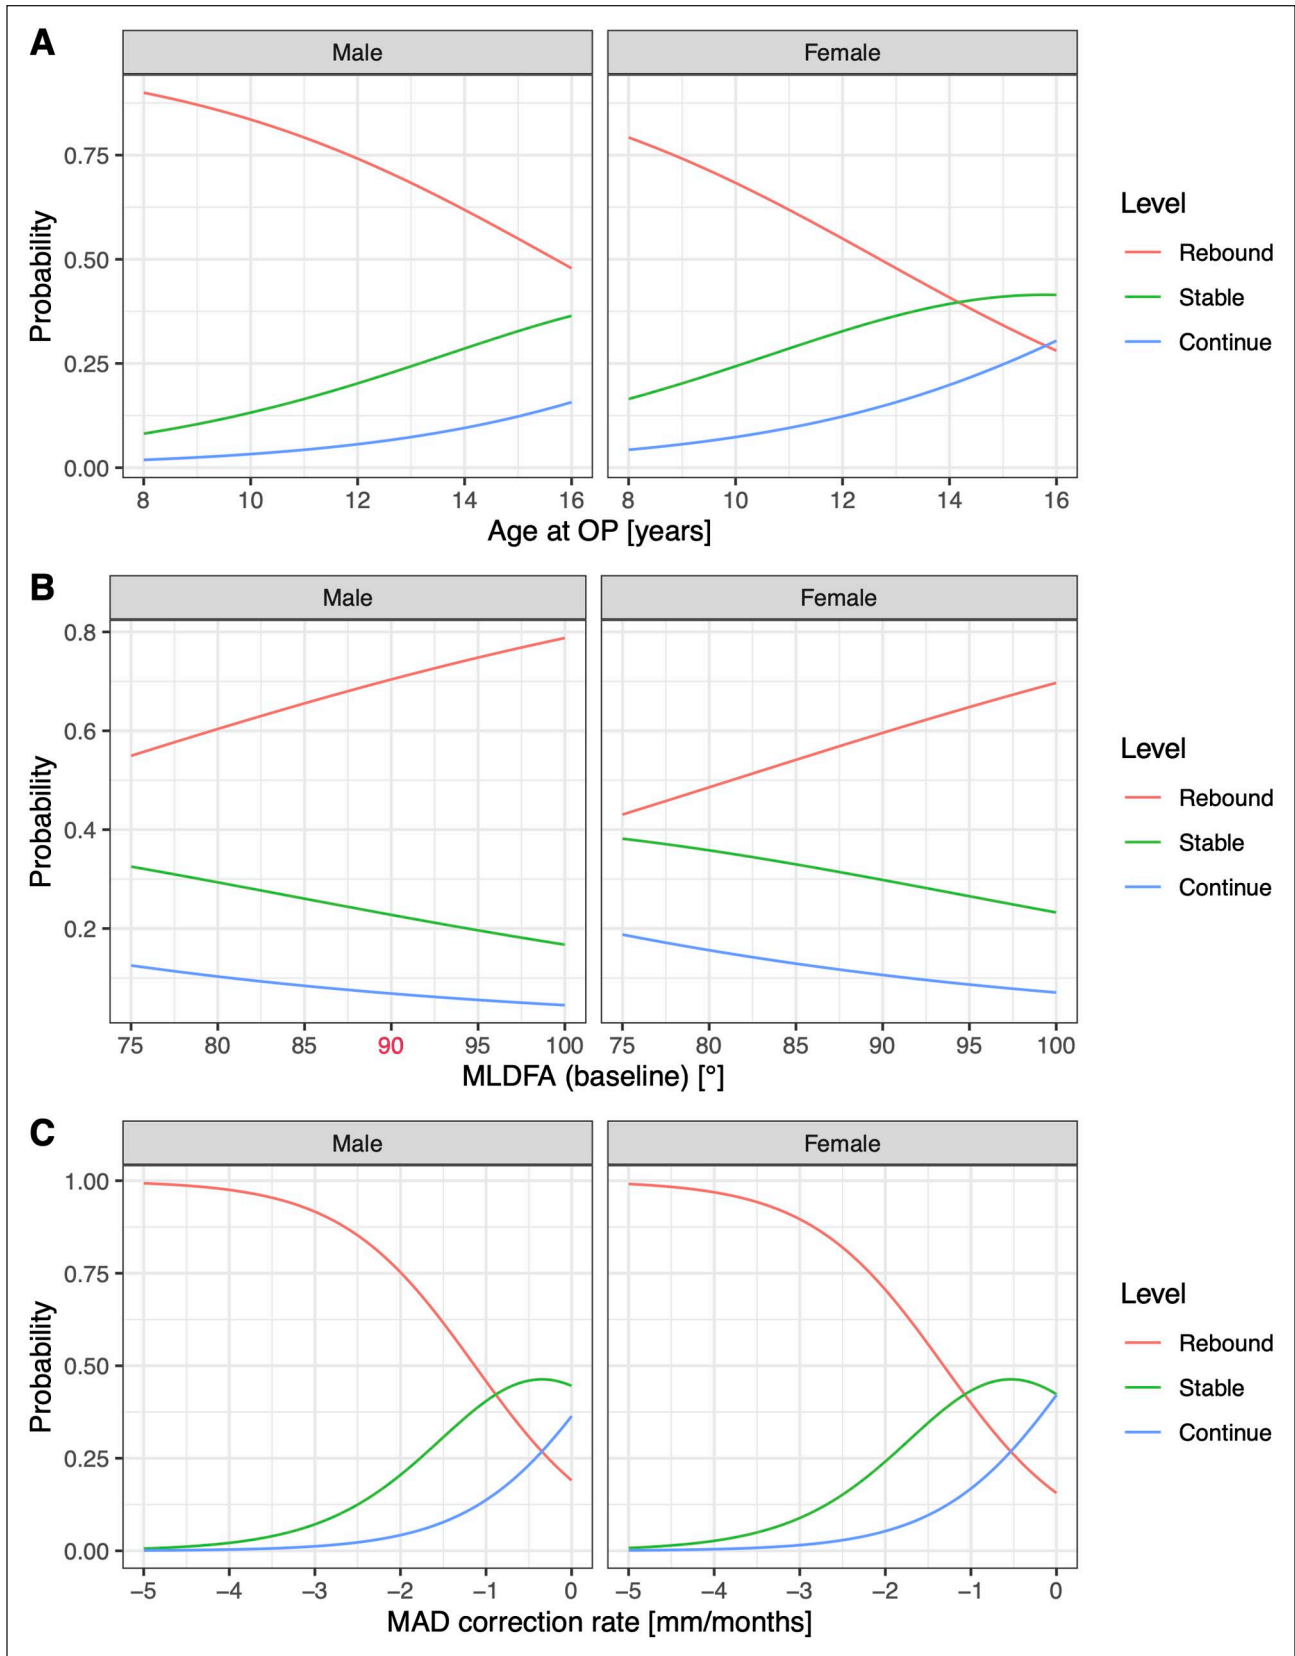 A
Male Female
0.75
0.50
0.25
0.00
Probability
8 10 12 14 16 8 10 12 14 16
Age at OP [years]
Level
Rebound
Stable
Continue
B
Male Female
0.8
0.6
0.4
0.2
Probability
75 80 85 90 95 100 75 80 85 90 95 100
MLDFA (baseline) [°]
Level
Rebound
Stable
Continue
C
Male Female
1.00
0.75
0.50
0.25
0.00
Probability
−5 −4 −3 −2 −1 0 −5 −4 −3 −2 −1 0
MAD correction rate [mm/months]
Level
Rebound
Stable
Continue